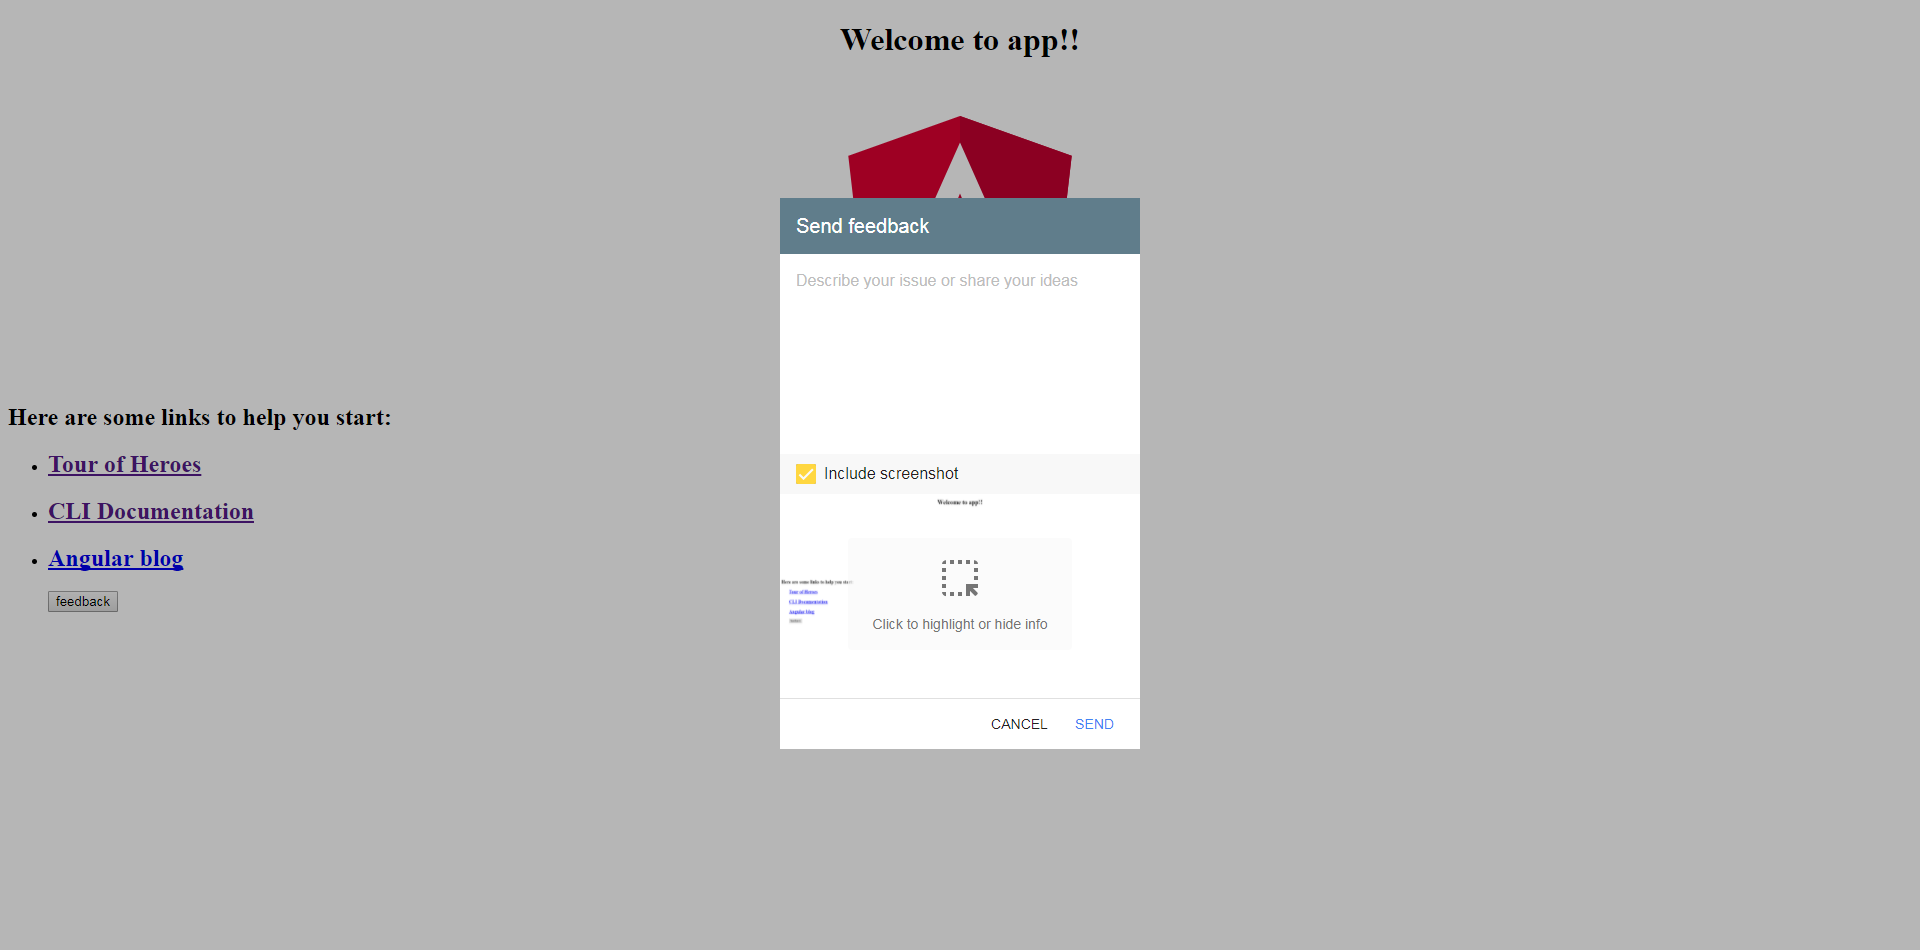 Welcome to app!!
Send feedback
Describe your issue or share your ideas
Here are some links to help you start:
Tour of Heroes
CLI Documentation
Angular blog
feedback
Include screenshot
Welcome to app!!
Here are some links to help you
Tour of Heroes
CLI Documentation
Angular blog
Click to highlight or hide info
CANCEL SEND